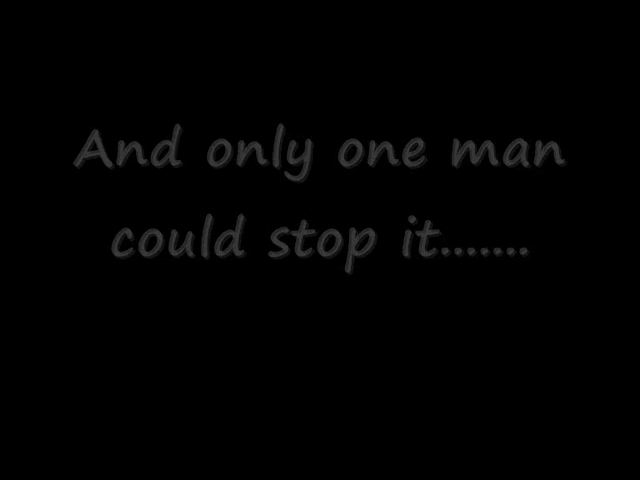 And only one man
could stop it.......